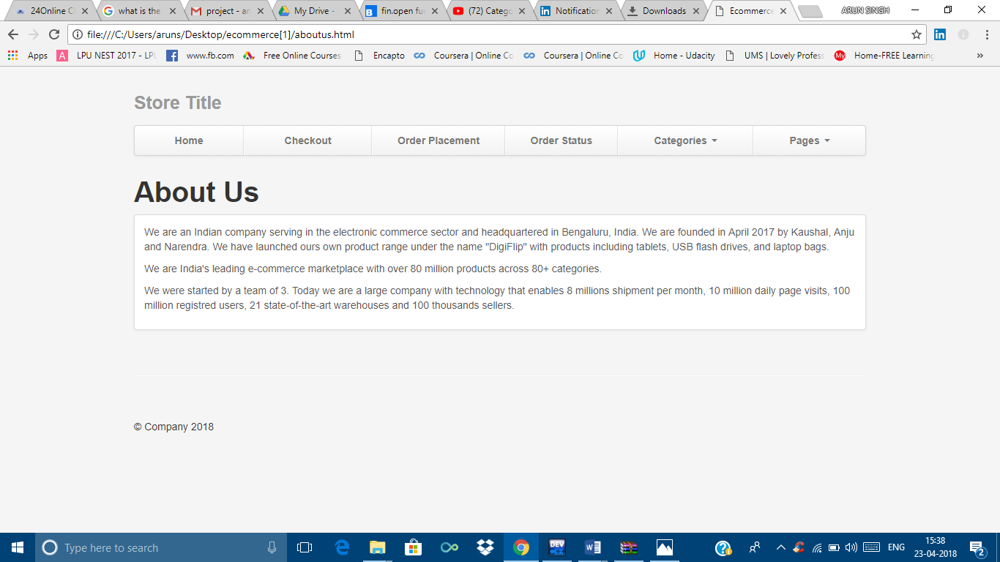 24Online Cl
what is the
project - ar
My Drive -
fin.open fu
(72) Catego
Notification
Downloads
Ecommerce
ARUN SINGH
file:///C:/Users/aruns/Desktop/ecommerce[1]/aboutus.html
Apps LPU NEST 2017 - LPU www.fb.com Free Online Courses Encapto Coursera | Online Co Coursera | Online Co Home - Udacity UMS | Lovely Profess Home-FREE Learning »
Store Title
Home Checkout Order Placement Order Status Categories Pages
About Us
We are an Indian company serving in the electronic commerce sector and headquartered in Bengaluru, India. We are founded in April 2017 by Kaushal, Anju
and Narendra. We have launched ours own product range under the name "DigiFlip" with products including tablets, USB flash drives, and laptop bags.
We are India's leading e-commerce marketplace with over 80 million products across 80+ categories.
We were started by a team of 3. Today we are a large company with technology that enables 8 millions shipment per month, 10 million daily page visits, 100
million registred users, 21 state-of-the-art warehouses and 100 thousands sellers.
© Company 2018
Type here to search
DEV
ENG
15:38
23-04-2018
2